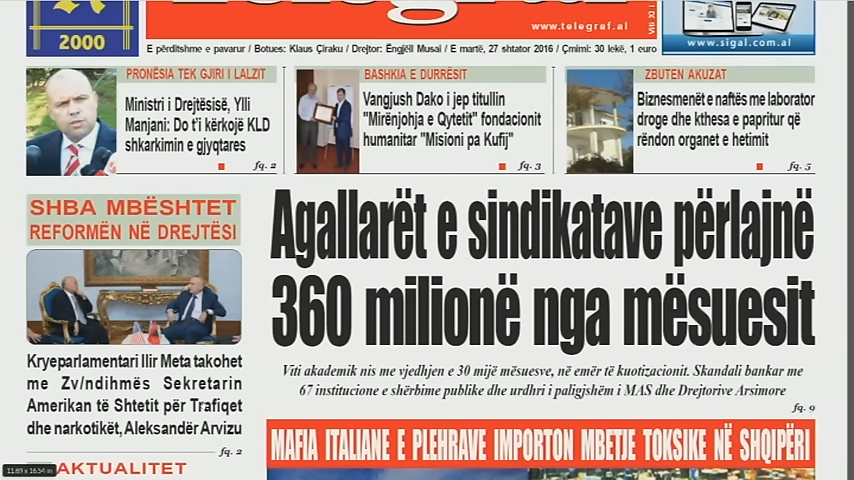 2000
www.telegraf.al
E përditshme e pavarur / Botues: Klaus Çiraku / Drejtor: Engjëll Musai / E martë, 27 shtator 2016 / Çmimi: 30 lekë, 1 euro
www.sigal.com.al
PRONËSIA TEK GJIRI I LALZIT
Ministri i Drejtësisë, Ylli
Manjani: Do t'i kërkojë KLD
shkarkimin e gjyqtares
fq. 2
BASHKIA E DURRËSIT
Vangjush Dako i jep titullin
"Mirënjohja e Qytetit" fondacionit
humanitar "Misioni pa Kufij"
fq. 3
ZBUTEN AKUZAT
Biznesmenët e naftës me laborator
droge dhe kthesa e papritur që
rëndon organet e hetimit
fq. 5
SHBA MBËSHTET
REFORMËN NË DREJTËSI
Kryeparlamentari Ilir Meta takohet
me Zv/ndihmës Sekretarin
Amerikan të Shtetit për Trafiqet
dhe narkotikët, Aleksandër Arvizu
fq. 2
AKTUALITET
11.69 x 16.54 in
Agallarët e sindikatave përlajnë
360 milionë nga mësuesit
Viti akademik nis me vjedhjen e 30 mijë mësuesve, në emër të kuotizacionit. Skandali bankar me
67 institucione e shërbime publike dhe urdhri i paligjshëm i MAS dhe Drejtorive Arsimore
fq. 9
MAFIA ITALIANE E PLEHRAVE IMPORTON MBETJE TOKSIKE NË SHQIPËRI